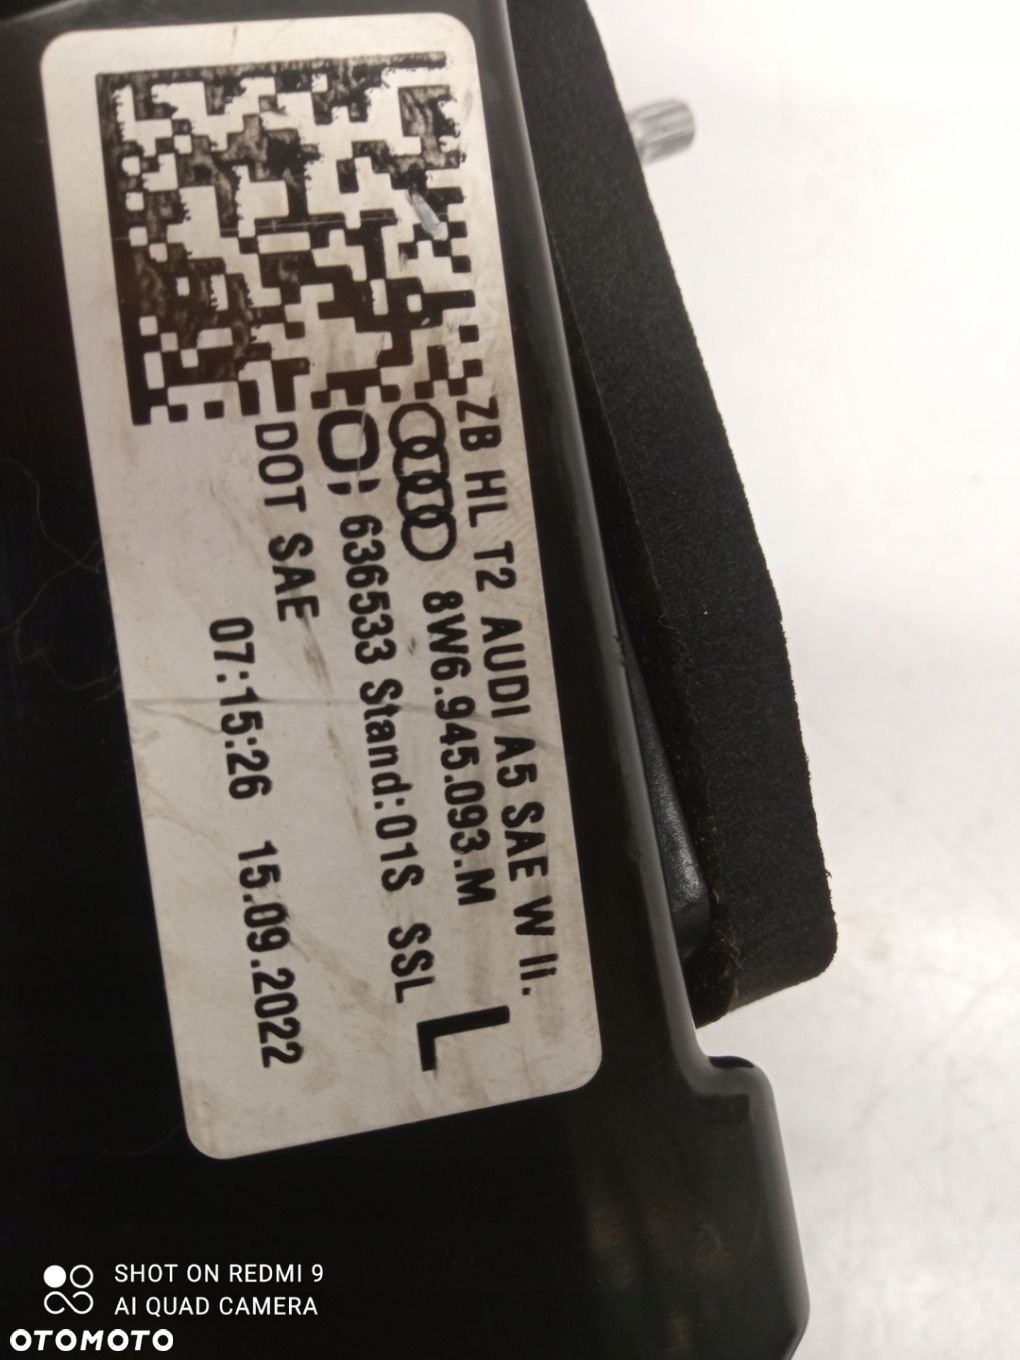 ZB HL T2 AUDI A5 SAE W li.
8W6.945.093.M
636533 Stand:01S SSL
L
DOT SAE
07:15:26 15.09.2022
SHOT ON REDMI 9
AI QUAD CAMERA
OTOMOTO